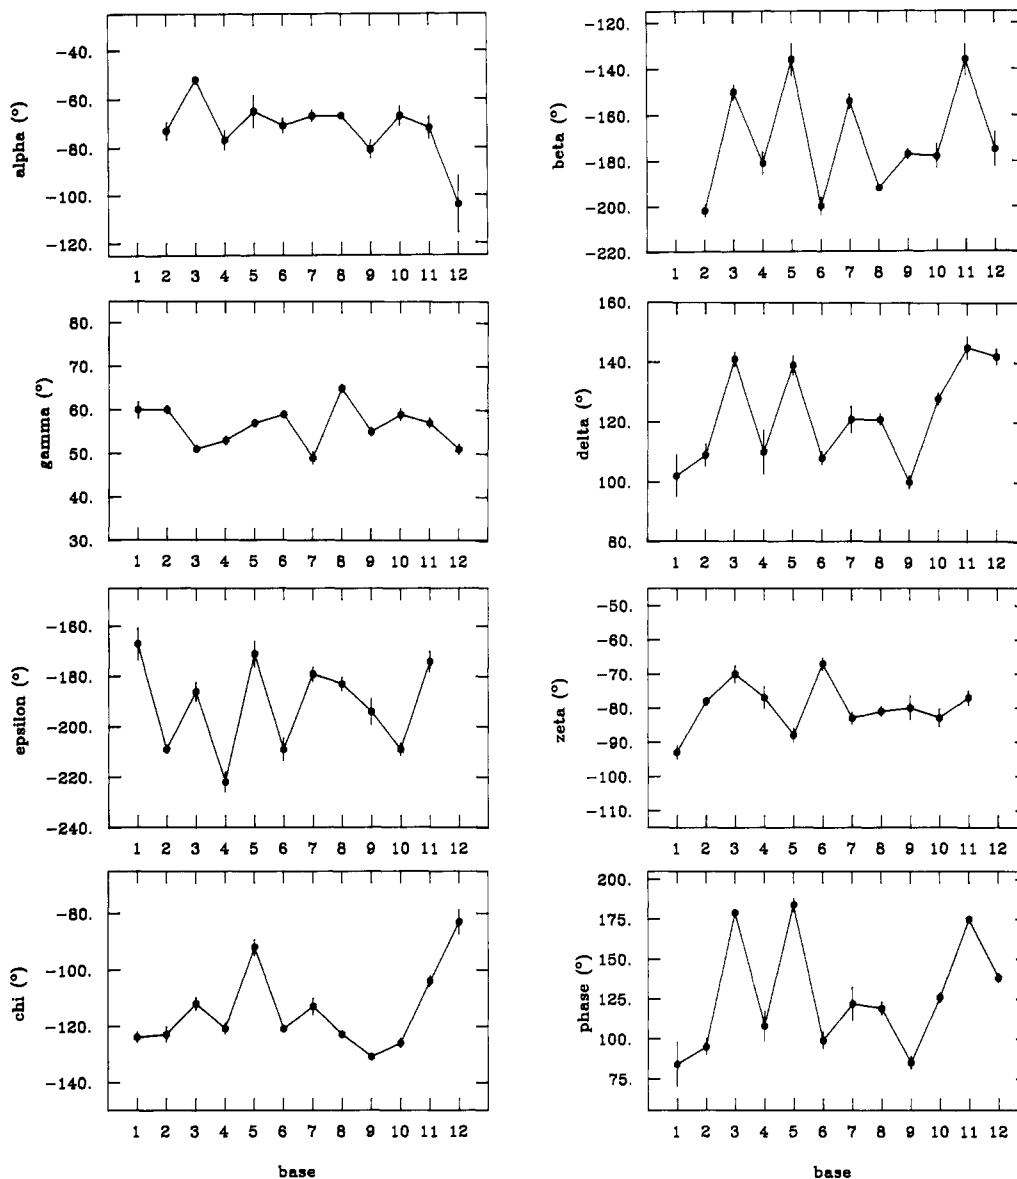 alpha (°)
-40.
-60.
-80.
-100.
-120.
1 2 3 4 5 6 7 8 9 10 11 12
beta (°)
-120.
-140.
-160.
-180.
-200.
-220.
1 2 3 4 5 6 7 8 9 10 11 12
gamma (°)
80.
70.
60.
50.
40.
30.
1 2 3 4 5 6 7 8 9 10 11 12
delta (°)
160.
140.
120.
100.
80.
1 2 3 4 5 6 7 8 9 10 11 12
epsilon (°)
-160.
-180.
-200.
-220.
-240.
1 2 3 4 5 6 7 8 9 10 11 12
zeta (°)
-50.
-60.
-70.
-80.
-90.
-100.
-110.
1 2 3 4 5 6 7 8 9 10 11 12
chi (°)
-80.
-100.
-120.
-140.
1 2 3 4 5 6 7 8 9 10 11 12
base
phase (°)
200.
175.
150.
125.
100.
75.
1 2 3 4 5 6 7 8 9 10 11 12
base